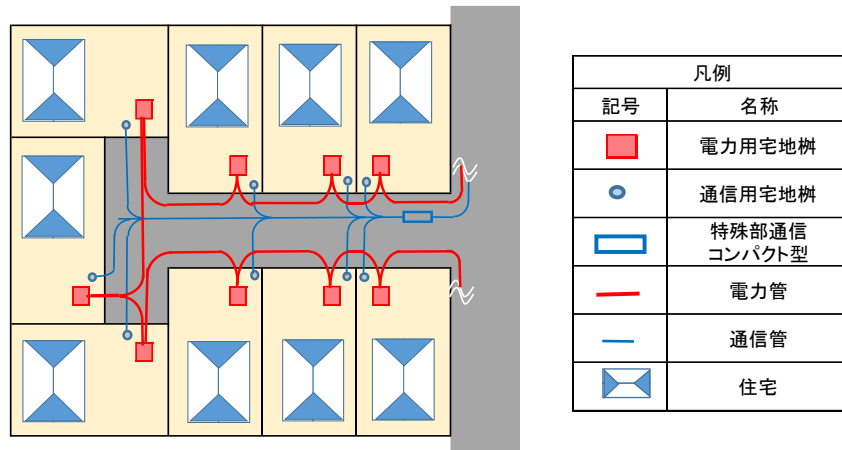 凡例
記号 名称
電力用宅地桝
通信用宅地桝
特殊部通信
コンパクト型
電力管
通信管
住宅